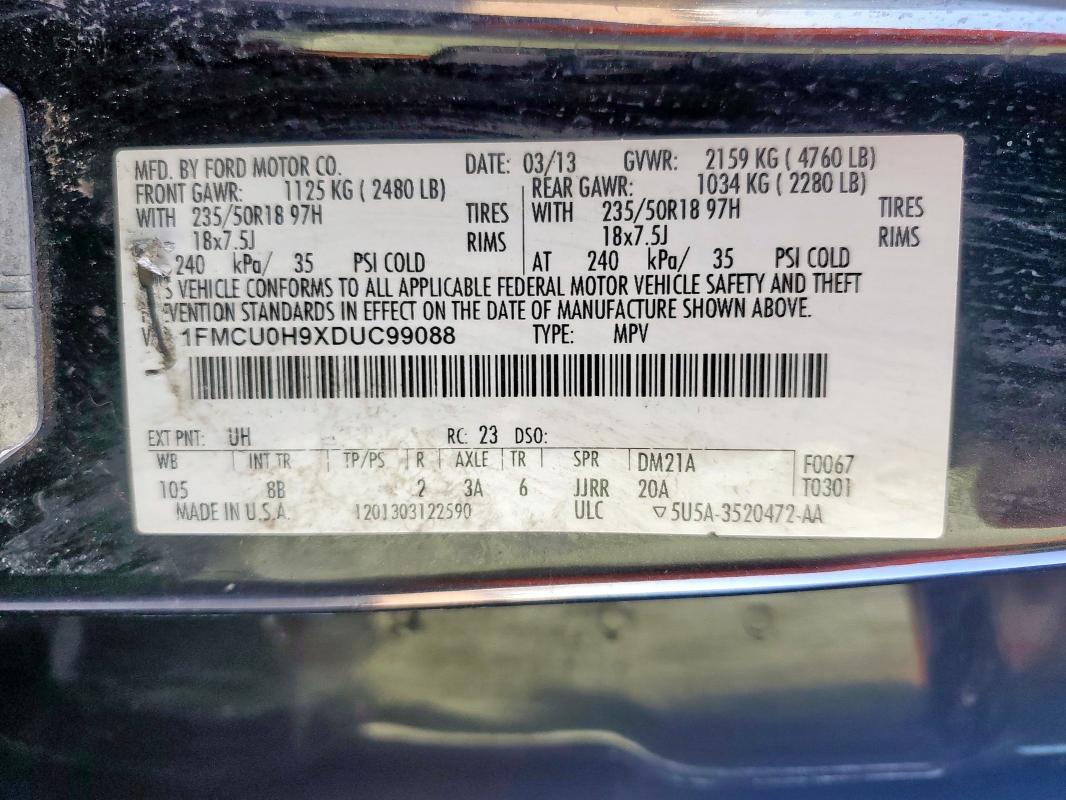 MFD. BY FORD MOTOR CO. DATE: 03/13 GVWR: 2159 KG ( 4760 LB)
FRONT GAWR: 1125 KG ( 2480 LB) REAR GAWR: 1034 KG ( 2280 LB)
WITH 235/50R18 97H TIRES WITH 235/50R18 97H TIRES
18x7.5J RIMS 18x7.5J RIMS
240 kPa/ 35 PSI COLD AT 240 kPa/ 35 PSI COLD
VEHICLE CONFORMS TO ALL APPLICABLE FEDERAL MOTOR VEHICLE SAFETY AND THEFT
VENTION STANDARDS IN EFFECT ON THE DATE OF MANUFACTURE SHOWN ABOVE.
1FMCU0H9XDUC99088 TYPE: MPV
EXT PNT: UH RC: 23 DSO:
WB INT TR TP/PS R AXLE TR SPR DM21A F0067
105 8B 2 3A 6 JJRR 20A T0301
MADE IN U.S.A. 1201303122590 ULC ▽5U5A-3520472-AA